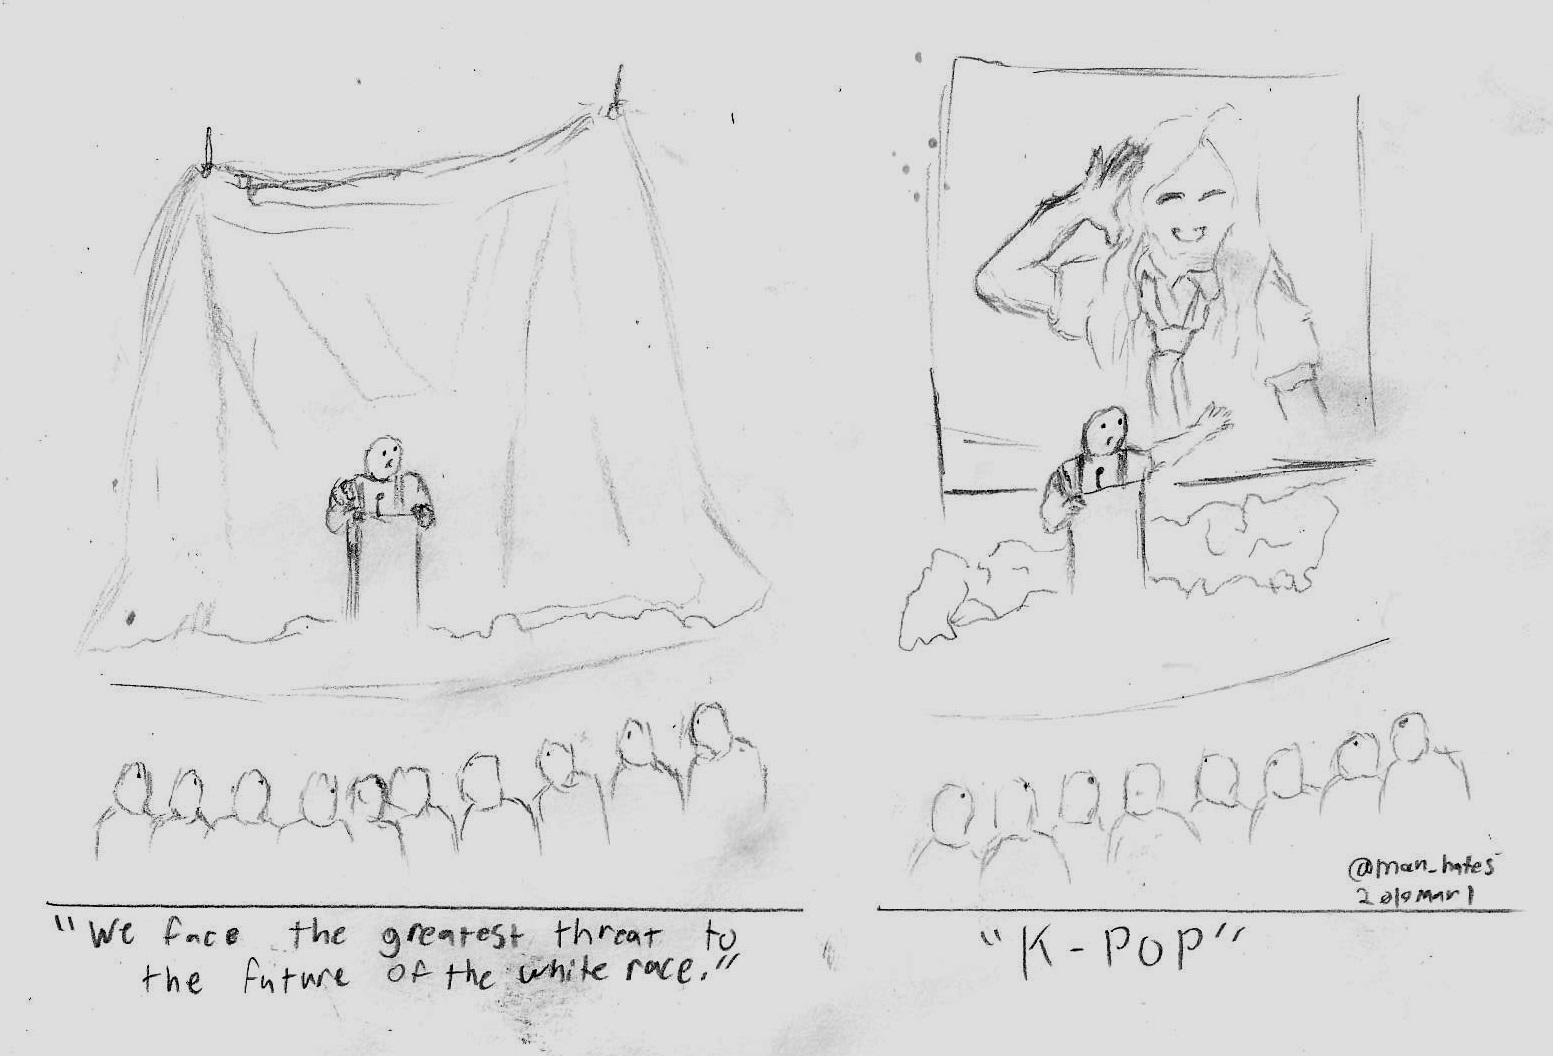 "We face the greatest threat to
the future of the white race."
"K-POP"
@man_hates
2019Mar1